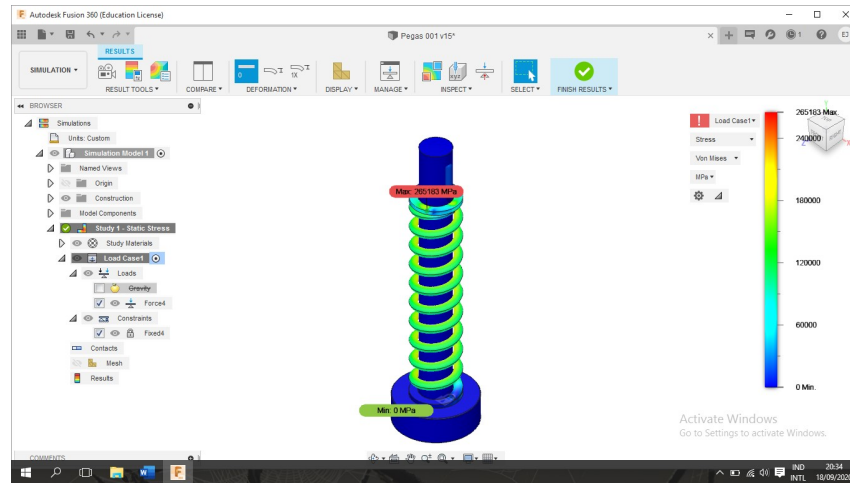 Autodesk Fusion 360 (Education License)
Pegas 001 v15*
1
EJ
RESULTS
SIMULATION
RESULT TOOLS
COMPARE
DEFORMATION
DISPLAY
MANAGE
INSPECT
SELECT
FINISH RESULTS
BROWSER
Simulations
Units: Custom
Simulation Model 1
Named Views
Origin
Construction
Model Components
Study 1 - Static Stress
Study Materials
Load Case1
Loads
Gravity
Force4
Constraints
Fixed4
Contacts
Mesh
Results
Max: 265183 MPa
Min: 0 MPa
Load Case1
Stress
Von Mises
MPa
265183 Max.
240000
180000
120000
60000
0 Min.
Activate Windows
Go to Settings to activate Windows.
COMMENTS
IND
INTL
20:34
18/09/2020